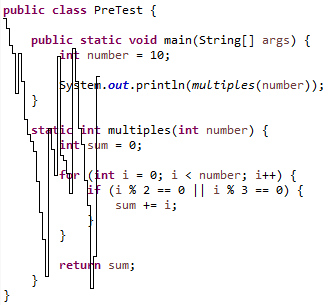 public class PreTest {
public static void main(String[] args) {
int number = 10;
System.out.println(multiples(number));
}
static int multiples(int number) {
int sum = 0;
for (int i = 0; i < number; i++) {
if (i % 2 == 0 || i % 3 == 0) {
sum += i;
}
}
return sum;
}
}